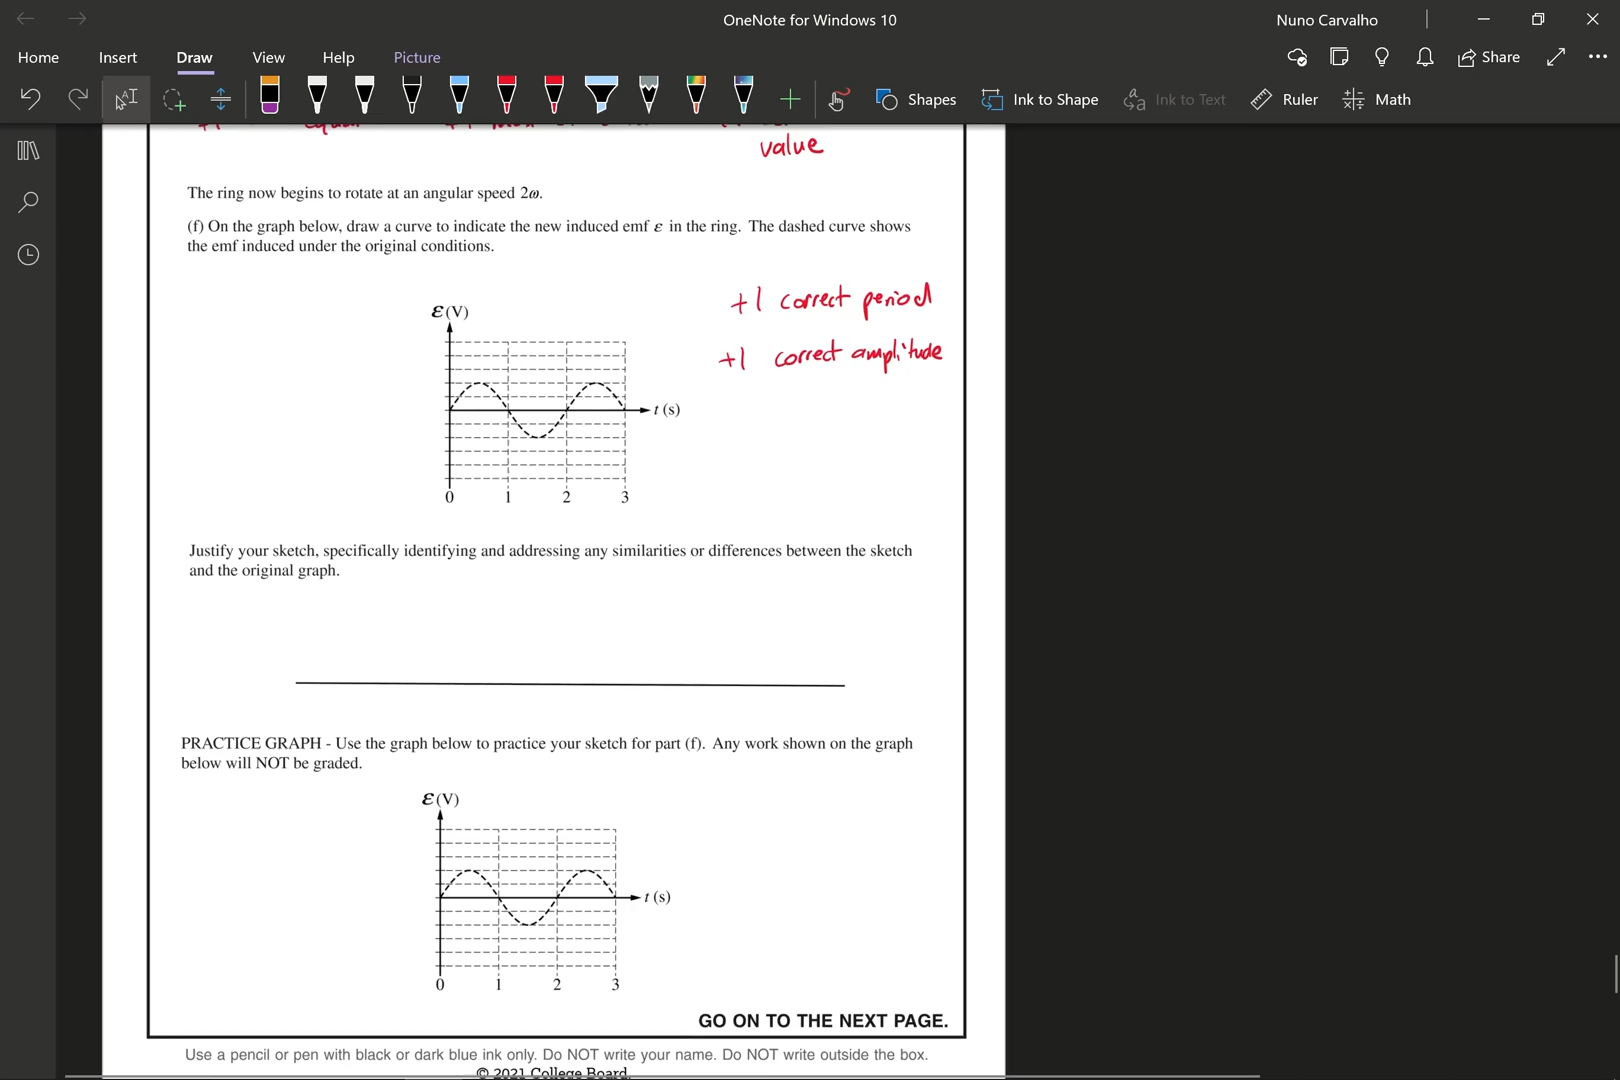 OneNote for Windows 10
Nuno Carvalho
Home Insert Draw View Help Picture
Share
Shapes Ink to Shape Ink to Text Ruler Math
value
The ring now begins to rotate at an angular speed 2ω.
(f) On the graph below, draw a curve to indicate the new induced emf ε in the ring. The dashed curve shows
the emf induced under the original conditions.
+1 correct period
ε(V)
+1 correct amplitude
t (s)
0 1 2 3
Justify your sketch, specifically identifying and addressing any similarities or differences between the sketch
and the original graph.
PRACTICE GRAPH - Use the graph below to practice your sketch for part (f). Any work shown on the graph
below will NOT be graded.
ε(V)
t (s)
0 1 2 3
GO ON TO THE NEXT PAGE.
Use a pencil or pen with black or dark blue ink only. Do NOT write your name. Do NOT write outside the box.
© 2021 College Board.